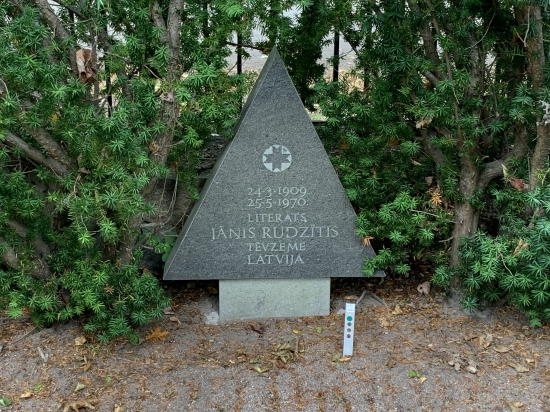 24·3·1909.
25·5·1970.
LITERĀTS
JĀNIS RUDZĪTIS
TĒVZEME
LATVIJA